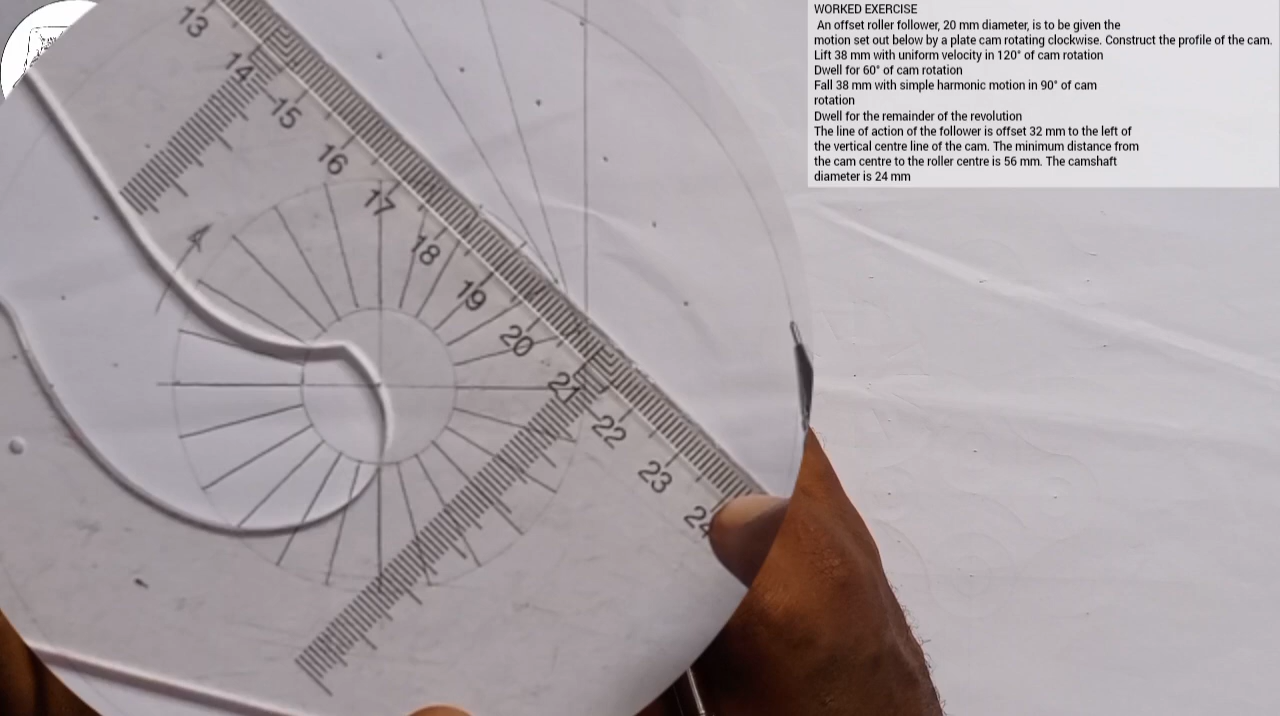 WORKED EXERCISE
An offset roller follower, 20 mm diameter, is to be given the
motion set out below by a plate cam rotating clockwise. Construct the profile of the cam.
Lift 38 mm with uniform velocity in 120° of cam rotation
Dwell for 60° of cam rotation
Fall 38 mm with simple harmonic motion in 90° of cam
rotation
Dwell for the remainder of the revolution
The line of action of the follower is offset 32 mm to the left of
the vertical centre line of the cam. The minimum distance from
the cam centre to the roller centre is 56 mm. The camshaft
diameter is 24 mm
13
14
15
16
17
18
19
20
21
22
23
24